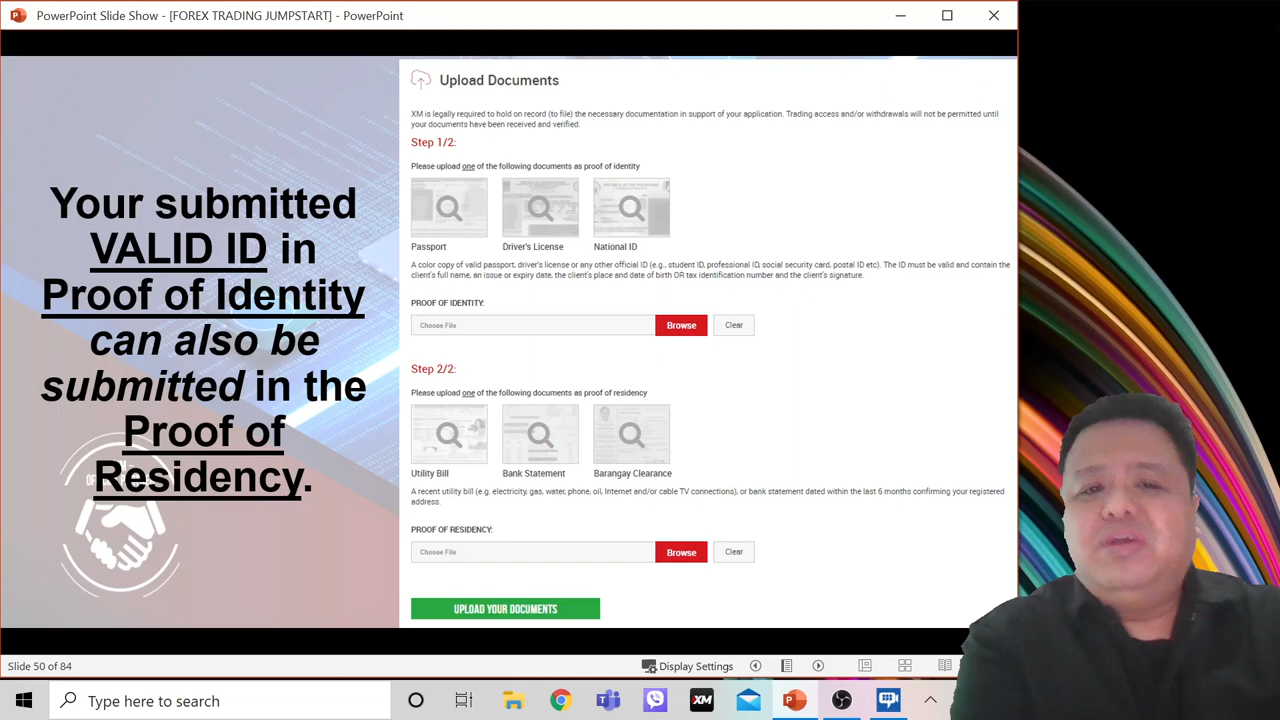 PowerPoint Slide Show - [FOREX TRADING JUMPSTART] - PowerPoint
Your submitted
VALID ID in
Proof of Identity
can also be
submitted in the
Proof of
Residency.
Upload Documents
XM is legally required to hold on record (to file) the necessary documentation in support of your application. Trading access and/or withdrawals will not be permitted until
your documents have been received and verified.
Step 1/2:
Please upload one of the following documents as proof of identity
Passport
Driver's License
National ID
A color copy of valid passport, driver's license or any other official ID (e.g., student ID, professional ID, social security card, postal ID etc). The ID must be valid and contain the
client's full name, an issue or expiry date, the client's place and date of birth OR tax identification number and the client's signature.
PROOF OF IDENTITY:
Choose File
Browse
Clear
Step 2/2:
Please upload one of the following documents as proof of residency
Utility Bill
Bank Statement
Barangay Clearance
A recent utility bill (e.g. electricity, gas, water, phone, oil, Internet and/or cable TV connections), or bank statement dated within the last 6 months confirming your registered
address.
PROOF OF RESIDENCY:
Choose File
Browse
Clear
UPLOAD YOUR DOCUMENTS
Slide 50 of 84
Display Settings
Type here to search
XM